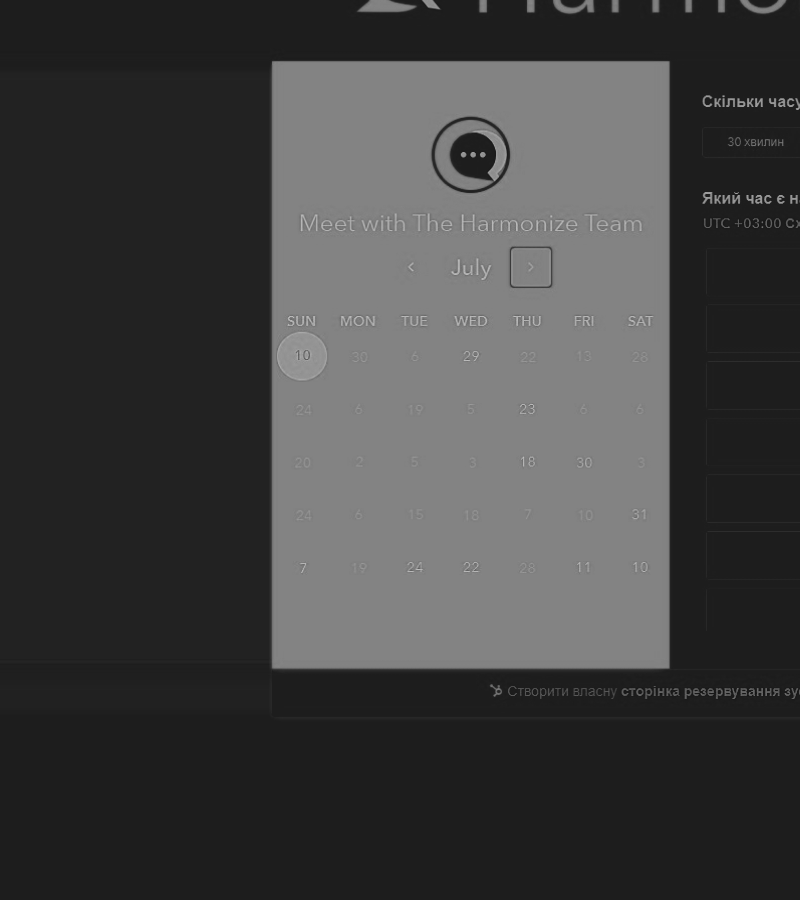 Harmo
Meet with The Harmonize Team
July
SUN MON TUE WED THU FRI SAT
10 30 6 29 22 13 28
24 6 19 5 23 6 6
20 2 5 3 18 30 3
24 6 15 18 7 10 31
7 19 24 22 28 11 10
Скільки часу
30 хвилин
Який час є н
UTC +03:00 Сх
Створити власну сторінка резервування зу